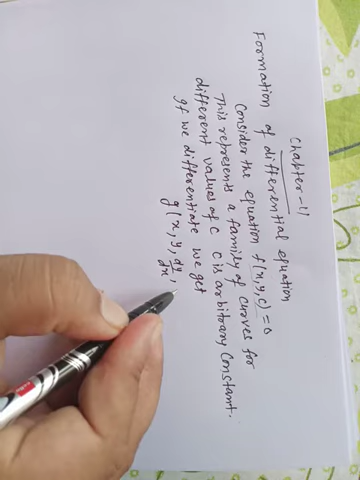 Chapter-11
Formation of differential equation
Consider the equation f(x,y,c)=0
This represents a family of curves for
different values of c c is arbitrary constant.
If we differentiate we get
g(x, y, dy/dx,